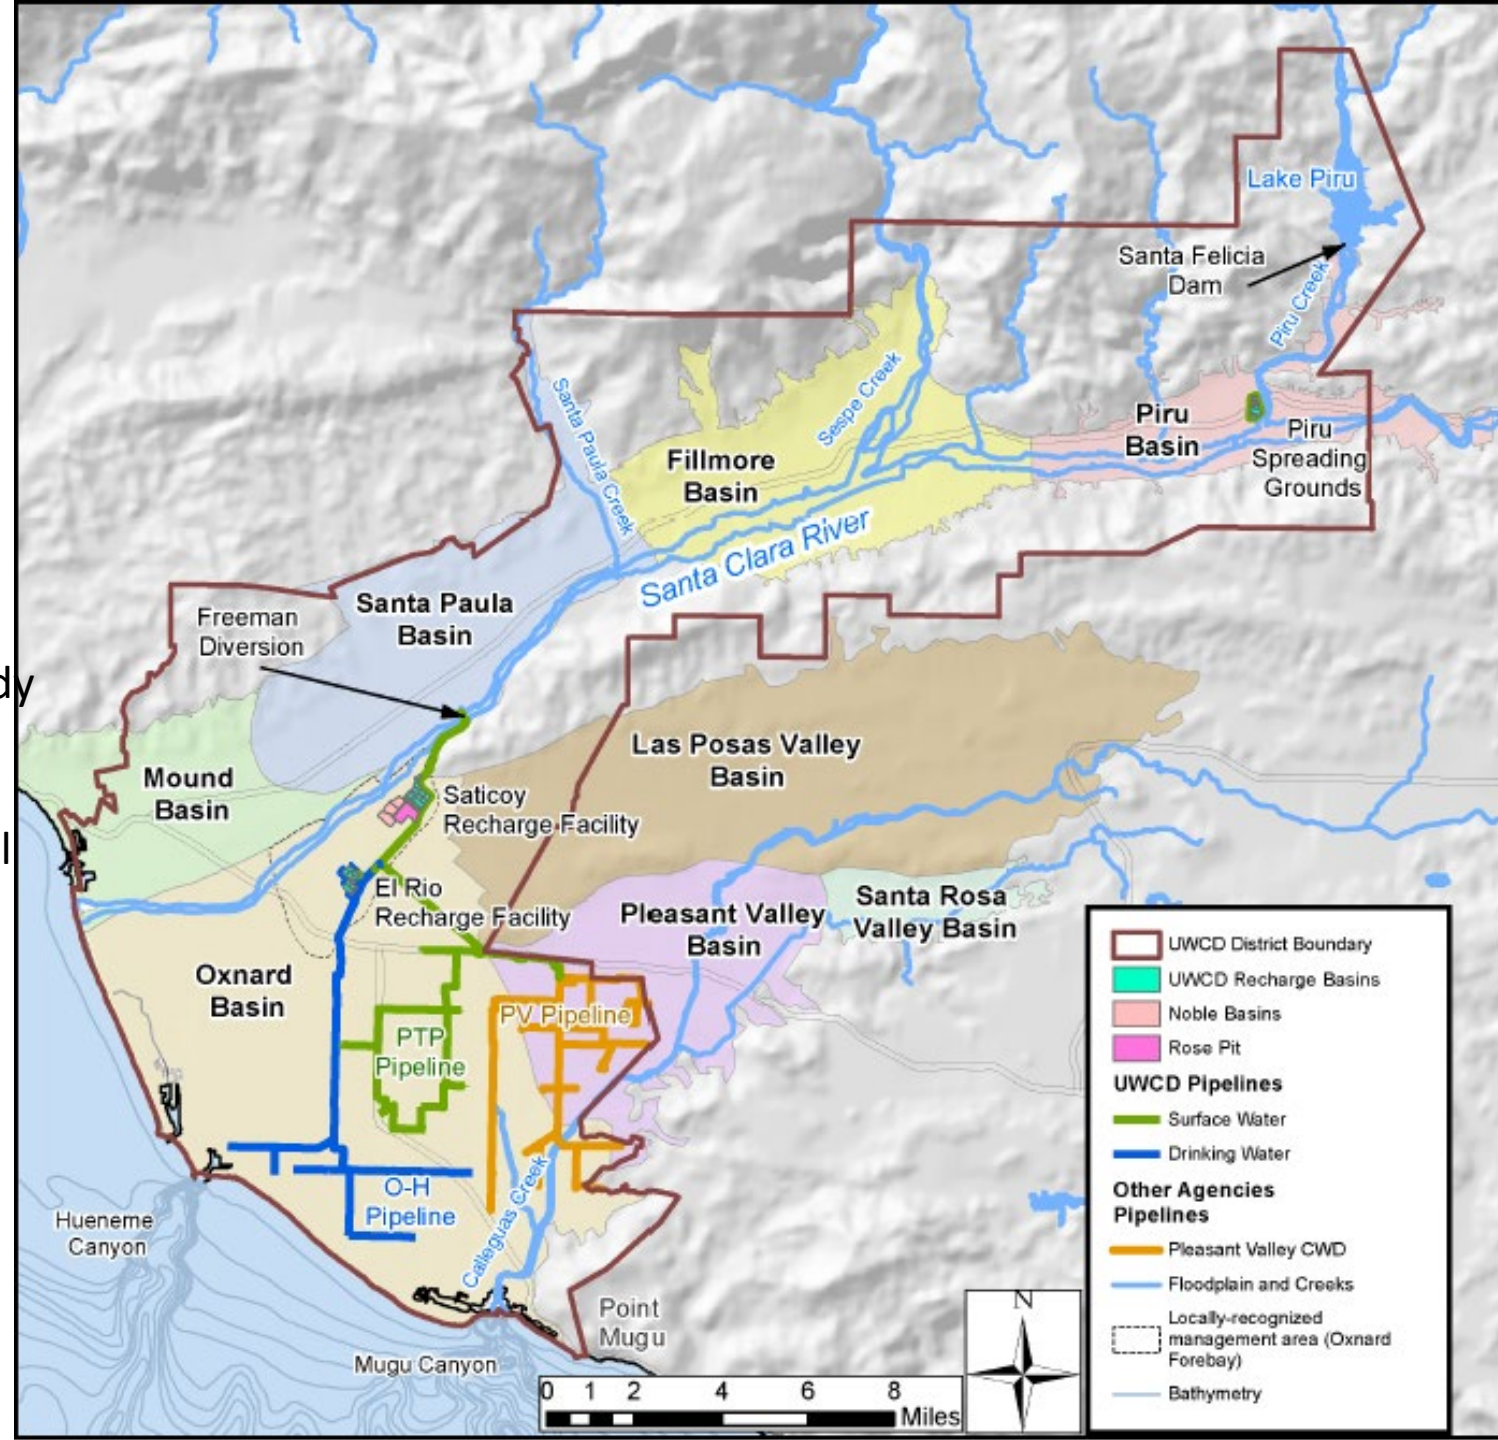 Lake Piru
Santa Felicia
Dam
Piru Creek
Santa Paula Creek
Sespe Creek
Piru
Basin
Piru
Spreading
Grounds
Fillmore
Basin
Santa Clara River
Santa Paula
Basin
Freeman
Diversion
dy
Las Posas Valley
Basin
Mound
Basin
Saticoy
Recharge Facility
l
El Rio
Recharge Facility
Pleasant Valley
Basin
Santa Rosa
Valley Basin
Oxnard
Basin
PV Pipeline
PTP
Pipeline
O-H
Pipeline
Calleguas Creek
Hueneme
Canyon
Point
Mugu
Mugu Canyon
N
0 1 2 4 6 8
Miles
UWCD District Boundary
UWCD Recharge Basins
Noble Basins
Rose Pit
UWCD Pipelines
Surface Water
Drinking Water
Other Agencies
Pipelines
Pleasant Valley CWD
Floodplain and Creeks
Locally-recognized
management area (Oxnard
Forebay)
Bathymetry